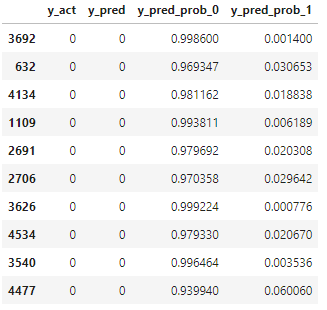 y_act y_pred y_pred_prob_0 y_pred_prob_1
3692 0 0 0.998600 0.001400
632 0 0 0.969347 0.030653
4134 0 0 0.981162 0.018838
1109 0 0 0.993811 0.006189
2691 0 0 0.979692 0.020308
2706 0 0 0.970358 0.029642
3626 0 0 0.999224 0.000776
4534 0 0 0.979330 0.020670
3540 0 0 0.996464 0.003536
4477 0 0 0.939940 0.060060